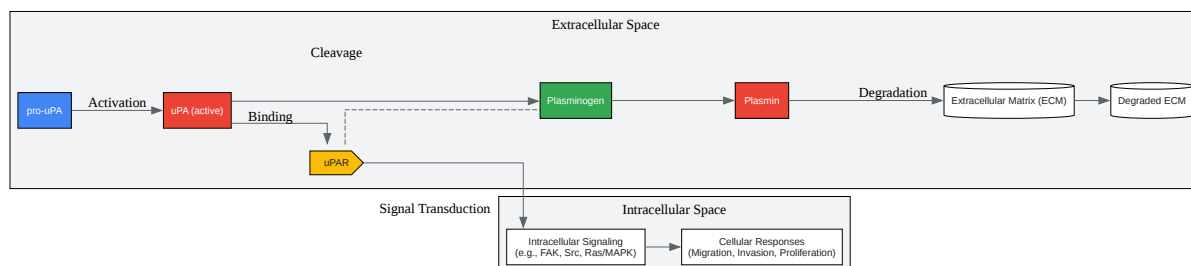 Extracellular Space
Cleavage
pro-uPA
Activation
uPA (active)
Binding
Plasminogen
Plasmin
Degradation
Extracellular Matrix (ECM)
Degraded ECM
uPAR
Signal Transduction
Intracellular Space
Intracellular Signaling
(e.g., FAK, Src, Ras/MAPK)
Cellular Responses
(Migration, Invasion, Proliferation)